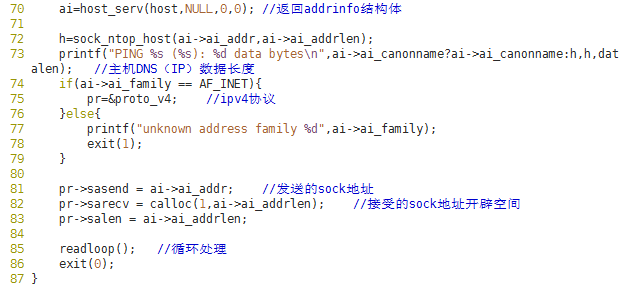 70     ai=host_serv(host,NULL,0,0); //返回addrinfo结构体
71
72     h=sock_ntop_host(ai->ai_addr,ai->ai_addrlen);
73     printf("PING %s (%s): %d data bytes\n",ai->ai_canonname?ai->ai_canonname:h,h,dat
alen);   //主机DNS（IP）数据长度
74     if(ai->ai_family == AF_INET){
75         pr=&proto_v4;    //ipv4协议
76     }else{
77         printf("unknown address family %d",ai->ai_family);
78         exit(1);
79     }
80
81     pr->sasend = ai->ai_addr;    //发送的sock地址
82     pr->sarecv = calloc(1,ai->ai_addrlen);    //接受的sock地址开辟空间
83     pr->salen = ai->ai_addrlen;
84
85     readloop();   //循环处理
86     exit(0);
87 }